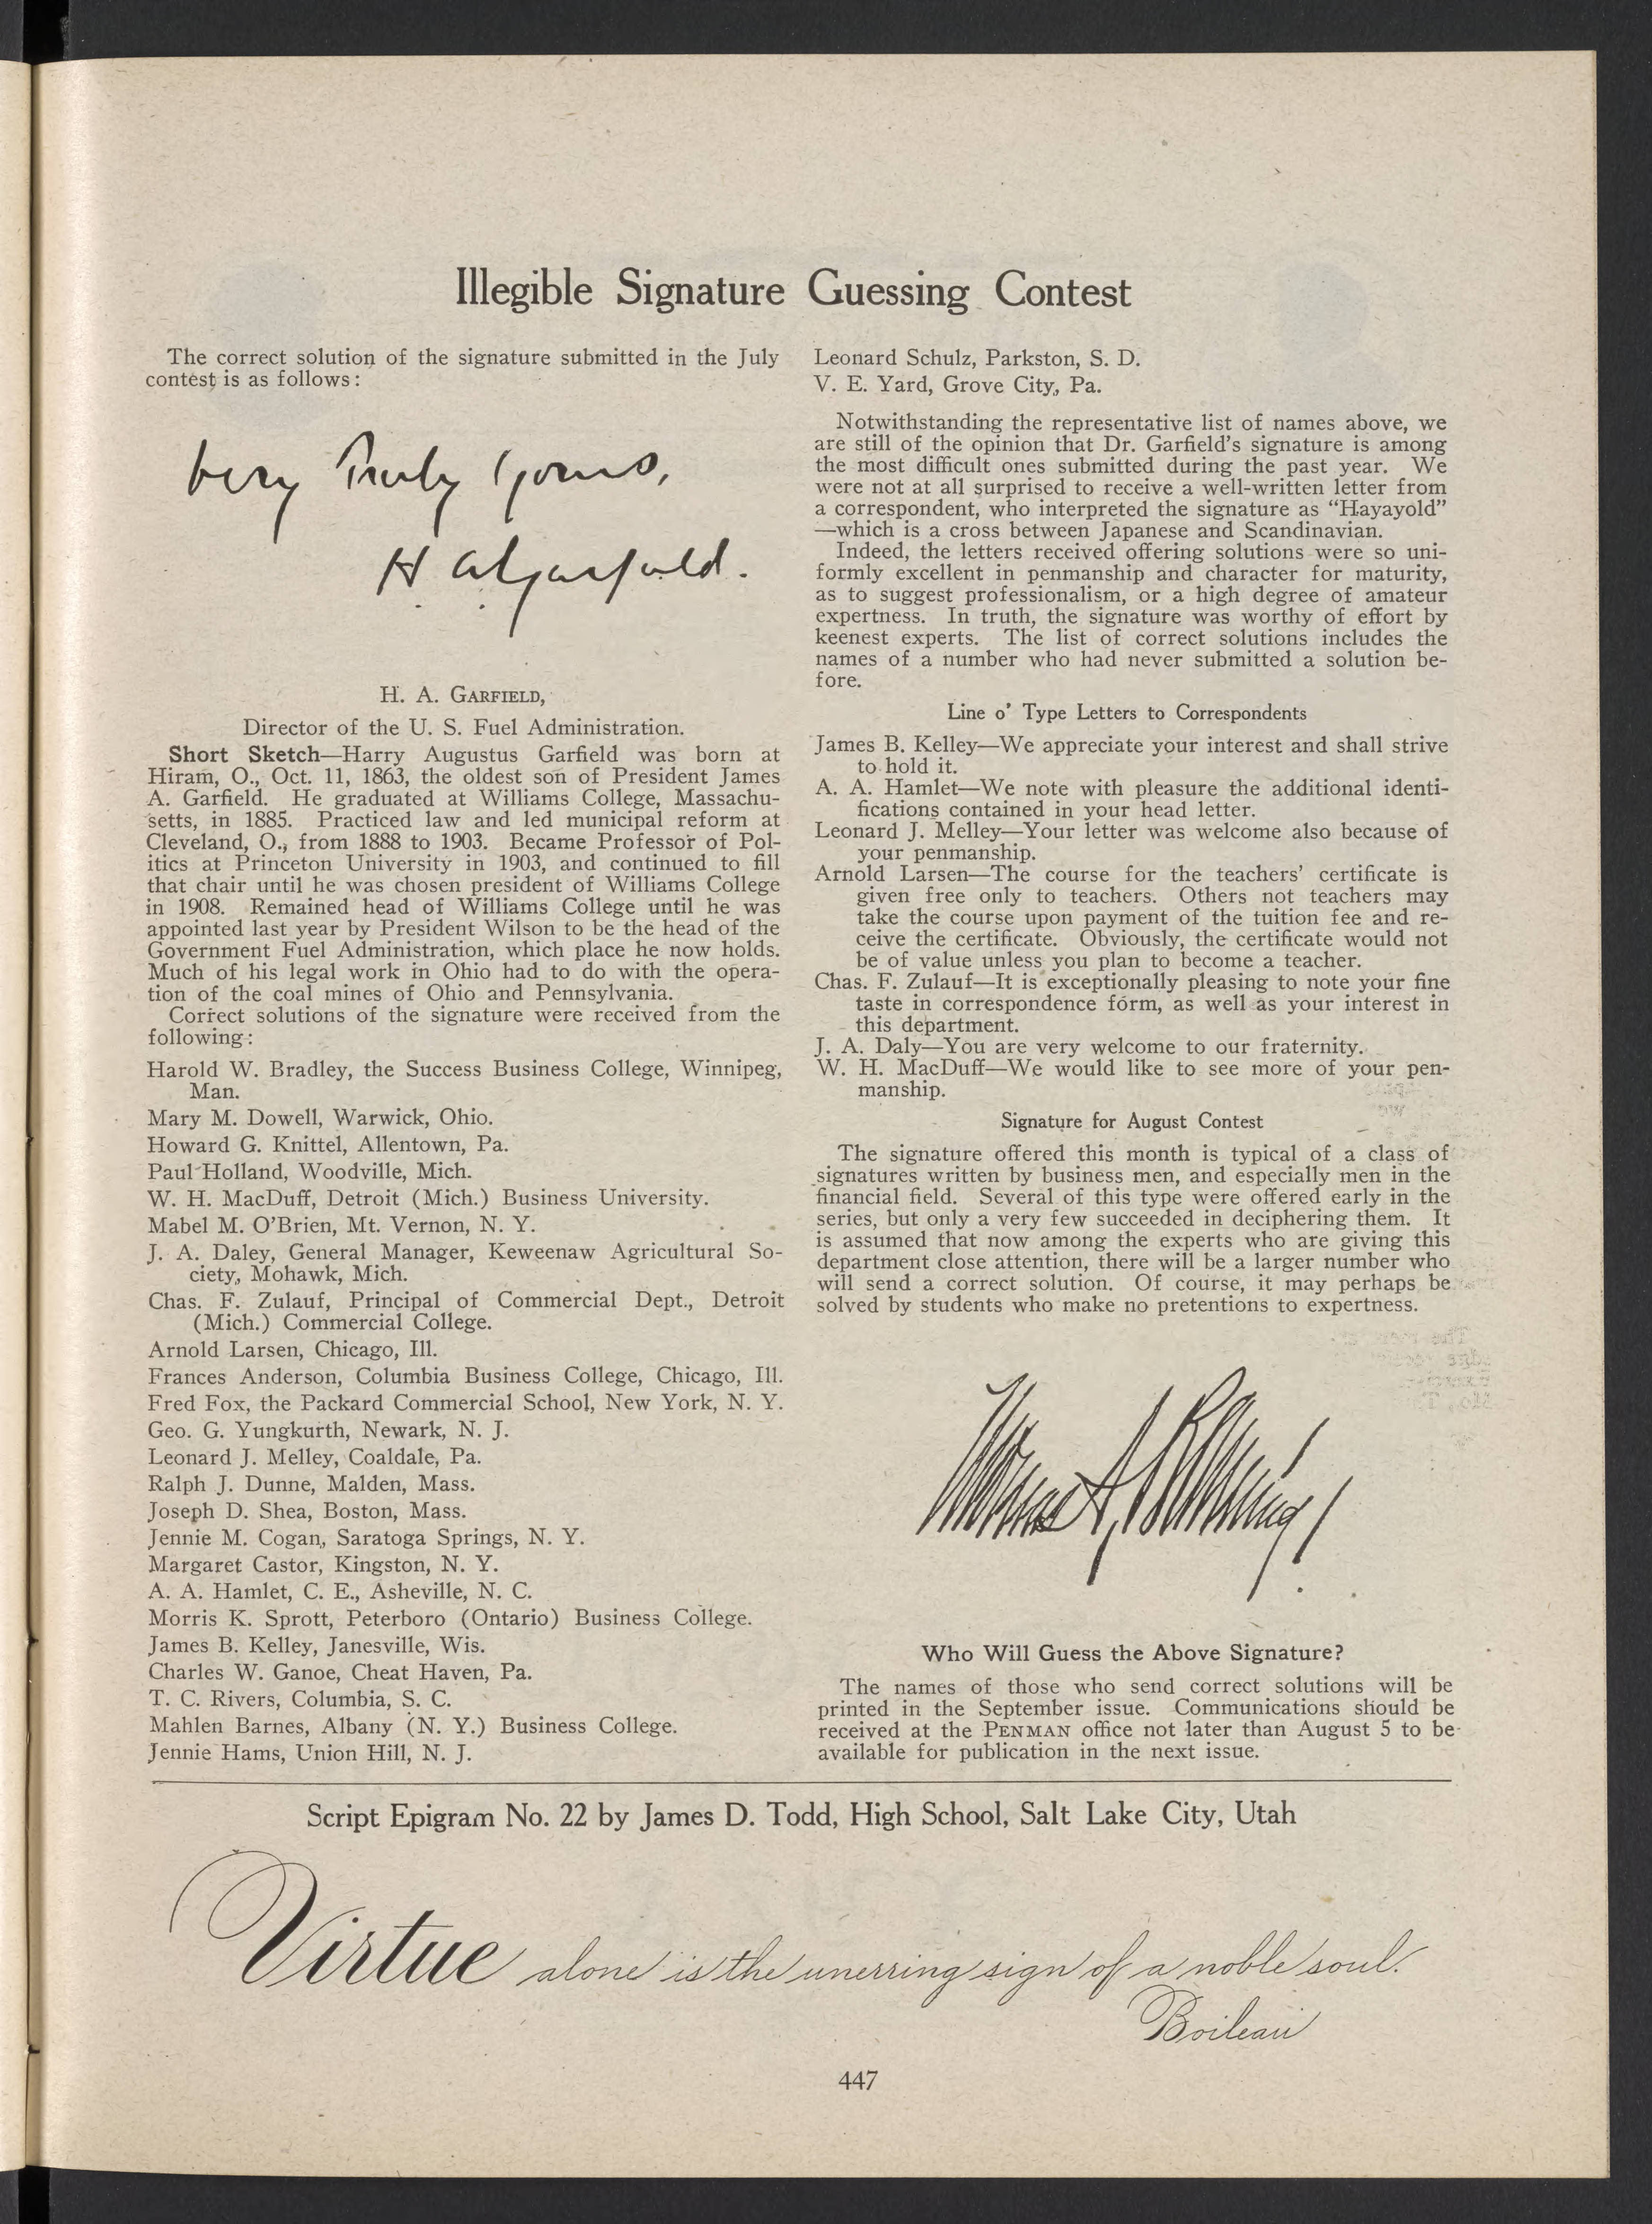 Illegible Signature Guessing Contest
The correct solution of the signature submitted in the July
contest is as follows:
Very Truly Yours,
H A Garfield.
H. A. GARFIELD,
Director of the U. S. Fuel Administration.
Short Sketch—Harry Augustus Garfield was born at
Hiram, O., Oct. 11, 1863, the oldest son of President James
A. Garfield. He graduated at Williams College, Massachu-
setts, in 1885. Practiced law and led municipal reform at
Cleveland, O., from 1888 to 1903. Became Professor of Pol-
itics at Princeton University in 1903, and continued to fill
that chair until he was chosen president of Williams College
in 1908. Remained head of Williams College until he was
appointed last year by President Wilson to be the head of the
Government Fuel Administration, which place he now holds.
Much of his legal work in Ohio had to do with the opera-
tion of the coal mines of Ohio and Pennsylvania.
Correct solutions of the signature were received from the
following:
Harold W. Bradley, the Success Business College, Winnipeg,
Man.
Mary M. Dowell, Warwick, Ohio.
Howard G. Knittel, Allentown, Pa.
Paul Holland, Woodville, Mich.
W. H. MacDuff, Detroit (Mich.) Business University.
Mabel M. O'Brien, Mt. Vernon, N. Y.
J. A. Daley, General Manager, Keweenaw Agricultural So-
ciety, Mohawk, Mich.
Chas. F. Zulauf, Principal of Commercial Dept., Detroit
(Mich.) Commercial College.
Arnold Larsen, Chicago, Ill.
Frances Anderson, Columbia Business College, Chicago, Ill.
Fred Fox, the Packard Commercial School, New York, N. Y.
Geo. G. Yungkurth, Newark, N. J.
Leonard J. Melley, Coaldale, Pa.
Ralph J. Dunne, Malden, Mass.
Joseph D. Shea, Boston, Mass.
Jennie M. Cogan, Saratoga Springs, N. Y.
Margaret Castor, Kingston, N. Y.
A. A. Hamlet, C. E., Asheville, N. C.
Morris K. Sprott, Peterboro (Ontario) Business College.
James B. Kelley, Janesville, Wis.
Charles W. Ganoe, Cheat Haven, Pa.
T. C. Rivers, Columbia, S. C.
Mahlen Barnes, Albany (N. Y.) Business College.
Jennie Hams, Union Hill, N. J.
Leonard Schulz, Parkston, S. D.
V. E. Yard, Grove City, Pa.
Notwithstanding the representative list of names above, we
are still of the opinion that Dr. Garfield's signature is among
the most difficult ones submitted during the past year. We
were not at all surprised to receive a well-written letter from
a correspondent, who interpreted the signature as "Hayayold"
—which is a cross between Japanese and Scandinavian.
Indeed, the letters received offering solutions were so uni-
formly excellent in penmanship and character for maturity,
as to suggest professionalism, or a high degree of amateur
expertness. In truth, the signature was worthy of effort by
keenest experts. The list of correct solutions includes the
names of a number who had never submitted a solution be-
fore.
Line o' Type Letters to Correspondents
James B. Kelley—We appreciate your interest and shall strive
to hold it.
A. A. Hamlet—We note with pleasure the additional identi-
fications contained in your head letter.
Leonard J. Melley—Your letter was welcome also because of
your penmanship.
Arnold Larsen—The course for the teachers' certificate is
given free only to teachers. Others not teachers may
take the course upon payment of the tuition fee and re-
ceive the certificate. Obviously, the certificate would not
be of value unless you plan to become a teacher.
Chas. F. Zulauf—It is exceptionally pleasing to note your fine
taste in correspondence form, as well as your interest in
this department.
J. A. Daly—You are very welcome to our fraternity.
W. H. MacDuff—We would like to see more of your pen-
manship.
Signature for August Contest
The signature offered this month is typical of a class of
signatures written by business men, and especially men in the
financial field. Several of this type were offered early in the
series, but only a very few succeeded in deciphering them. It
is assumed that now among the experts who are giving this
department close attention, there will be a larger number who
will send a correct solution. Of course, it may perhaps be
solved by students who make no pretentions to expertness.
Who Will Guess the Above Signature?
The names of those who send correct solutions will be
printed in the September issue. Communications should be
received at the PENMAN office not later than August 5 to be
available for publication in the next issue.
Script Epigram No. 22 by James D. Todd, High School, Salt Lake City, Utah
Virtue alone is the unerring sign of a noble soul.
Boileau
447